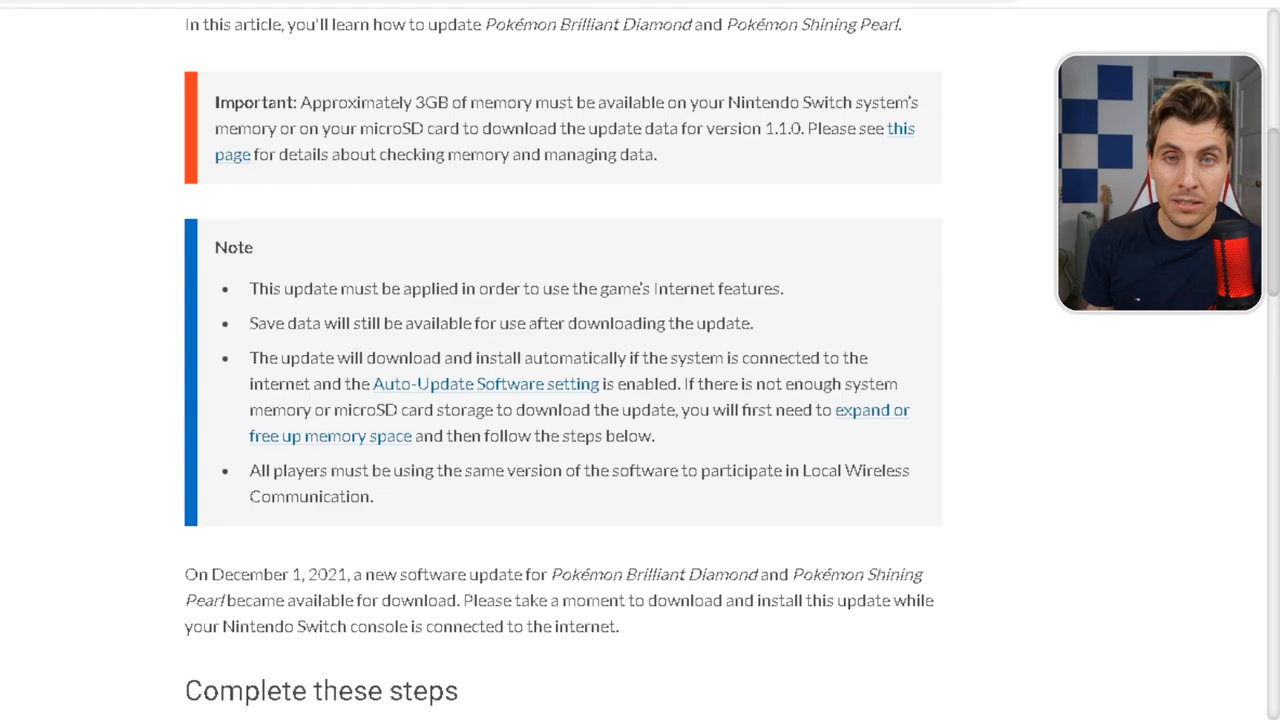 In this article, you'll learn how to update Pokémon Brilliant Diamond and Pokémon Shining Pearl.
Important: Approximately 3GB of memory must be available on your Nintendo Switch system's
memory or on your microSD card to download the update data for version 1.1.0. Please see this
page for details about checking memory and managing data.
Note
• This update must be applied in order to use the game's Internet features.
• Save data will still be available for use after downloading the update.
• The update will download and install automatically if the system is connected to the
internet and the Auto-Update Software setting is enabled. If there is not enough system
memory or microSD card storage to download the update, you will first need to expand or
free up memory space and then follow the steps below.
• All players must be using the same version of the software to participate in Local Wireless
Communication.
On December 1, 2021, a new software update for Pokémon Brilliant Diamond and Pokémon Shining
Pearl became available for download. Please take a moment to download and install this update while
your Nintendo Switch console is connected to the internet.
Complete these steps